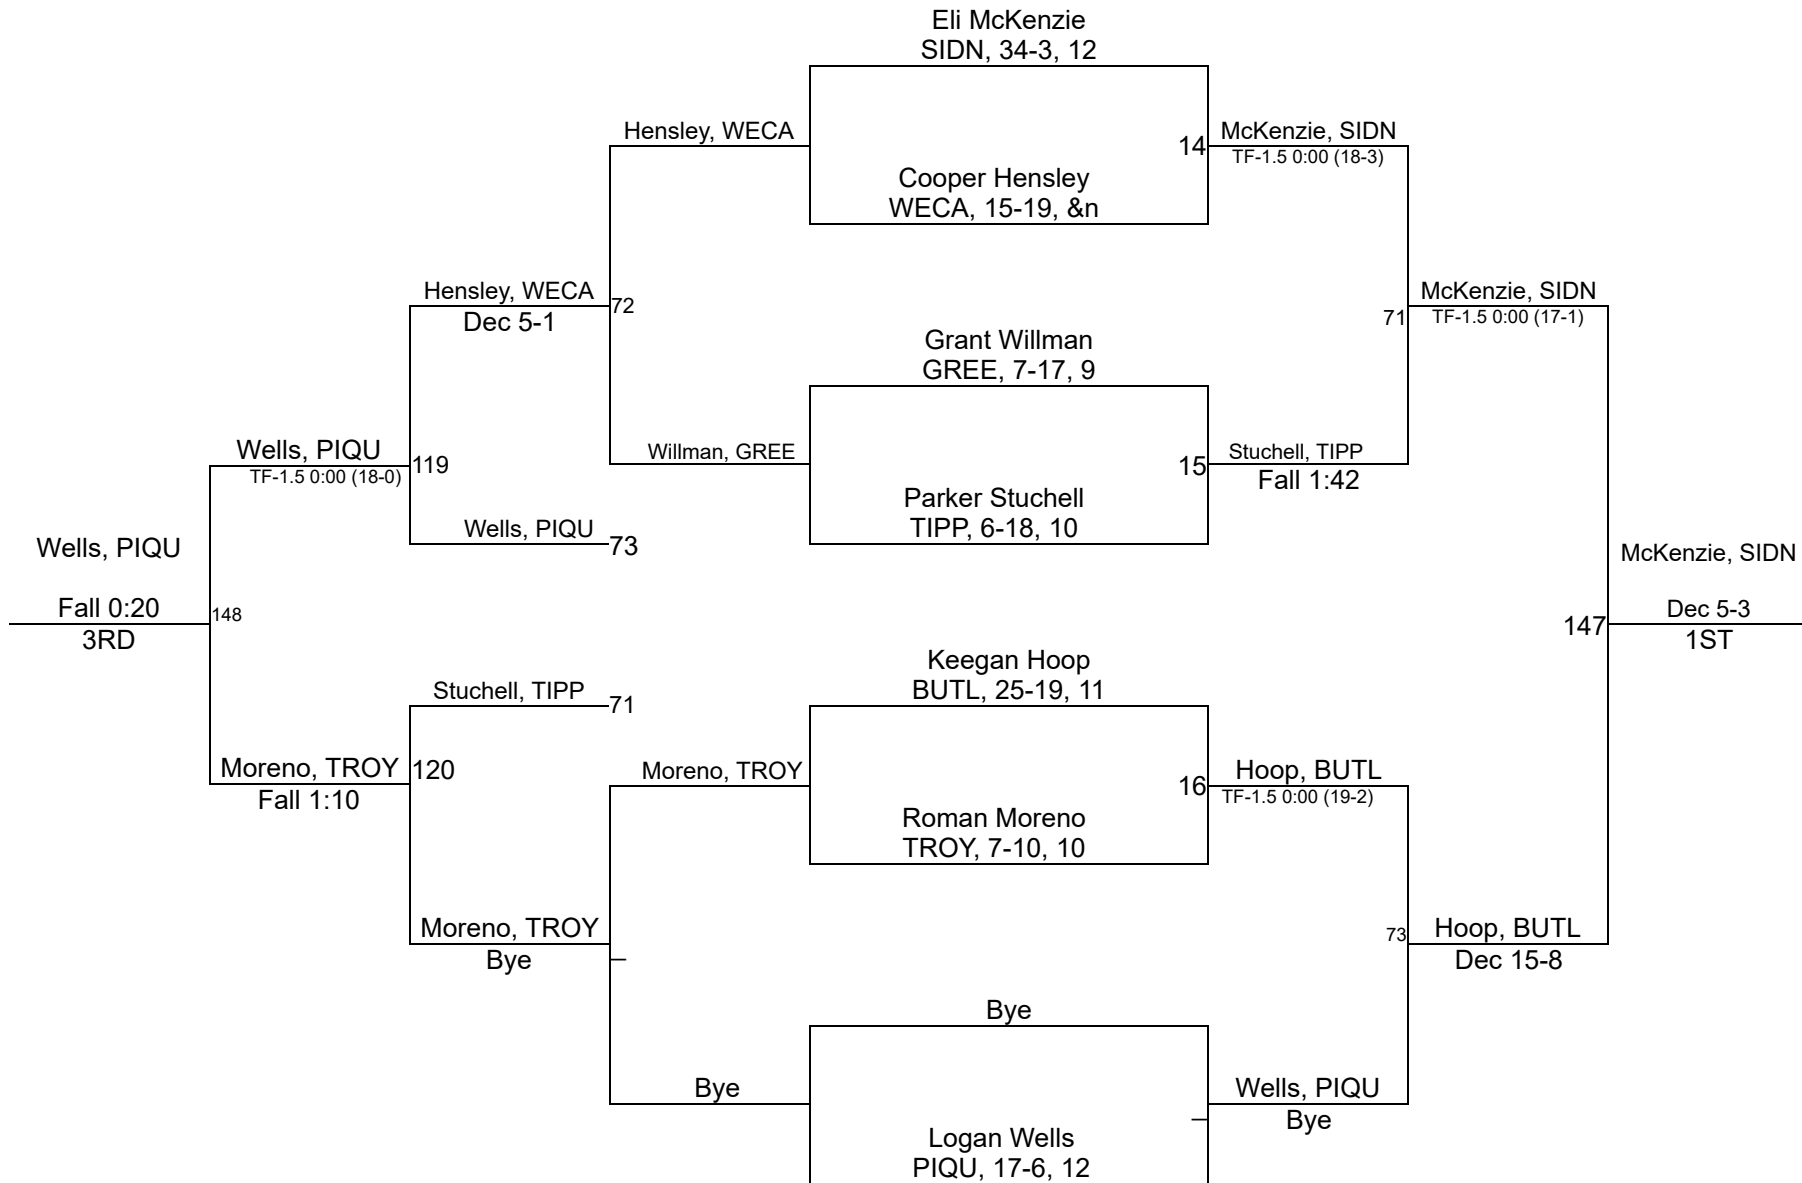 Eli McKenzie
SIDN, 34-3, 12
Hensley, WECA
14
McKenzie, SIDN
TF-1.5 0:00 (18-3)
Cooper Hensley
WECA, 15-19, &n
Hensley, WECA
72
Dec 5-1
McKenzie, SIDN
71
TF-1.5 0:00 (17-1)
Grant Willman
GREE, 7-17, 9
Wells, PIQU
119
TF-1.5 0:00 (18-0)
Willman, GREE
15
Stuchell, TIPP
Fall 1:42
Parker Stuchell
TIPP, 6-18, 10
Wells, PIQU
73
Wells, PIQU
McKenzie, SIDN
Fall 0:20
148
3RD
147
Dec 5-3
1ST
Keegan Hoop
BUTL, 25-19, 11
Stuchell, TIPP
71
Moreno, TROY
120
Fall 1:10
Moreno, TROY
16
Hoop, BUTL
TF-1.5 0:00 (19-2)
Roman Moreno
TROY, 7-10, 10
Moreno, TROY
Bye
73
Hoop, BUTL
Dec 15-8
Bye
Bye
Wells, PIQU
Bye
Logan Wells
PIQU, 17-6, 12